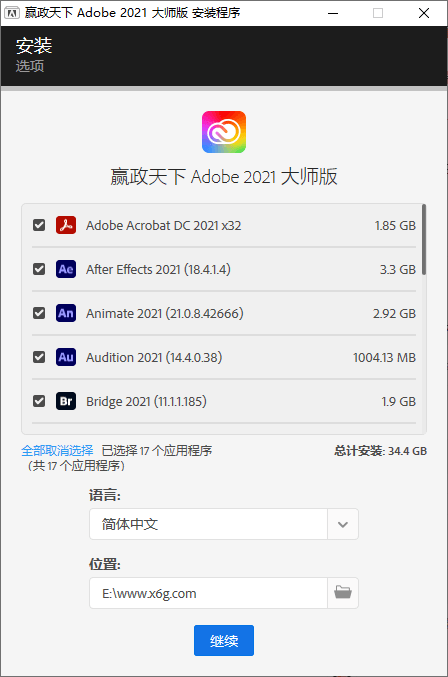 赢政天下 Adobe 2021 大师版 安装程序
安装
选项
赢政天下 Adobe 2021 大师版
Adobe Acrobat DC 2021 x32 1.85 GB
Ae After Effects 2021 (18.4.1.4) 3.3 GB
An Animate 2021 (21.0.8.42666) 2.92 GB
Au Audition 2021 (14.4.0.38) 1004.13 MB
Br Bridge 2021 (11.1.1.185) 1.9 GB
全部取消选择 已选择 17 个应用程序 总计安装: 34.4 GB
（共 17 个应用程序）
语言:
简体中文
位置:
E:\www.x6g.com
继续